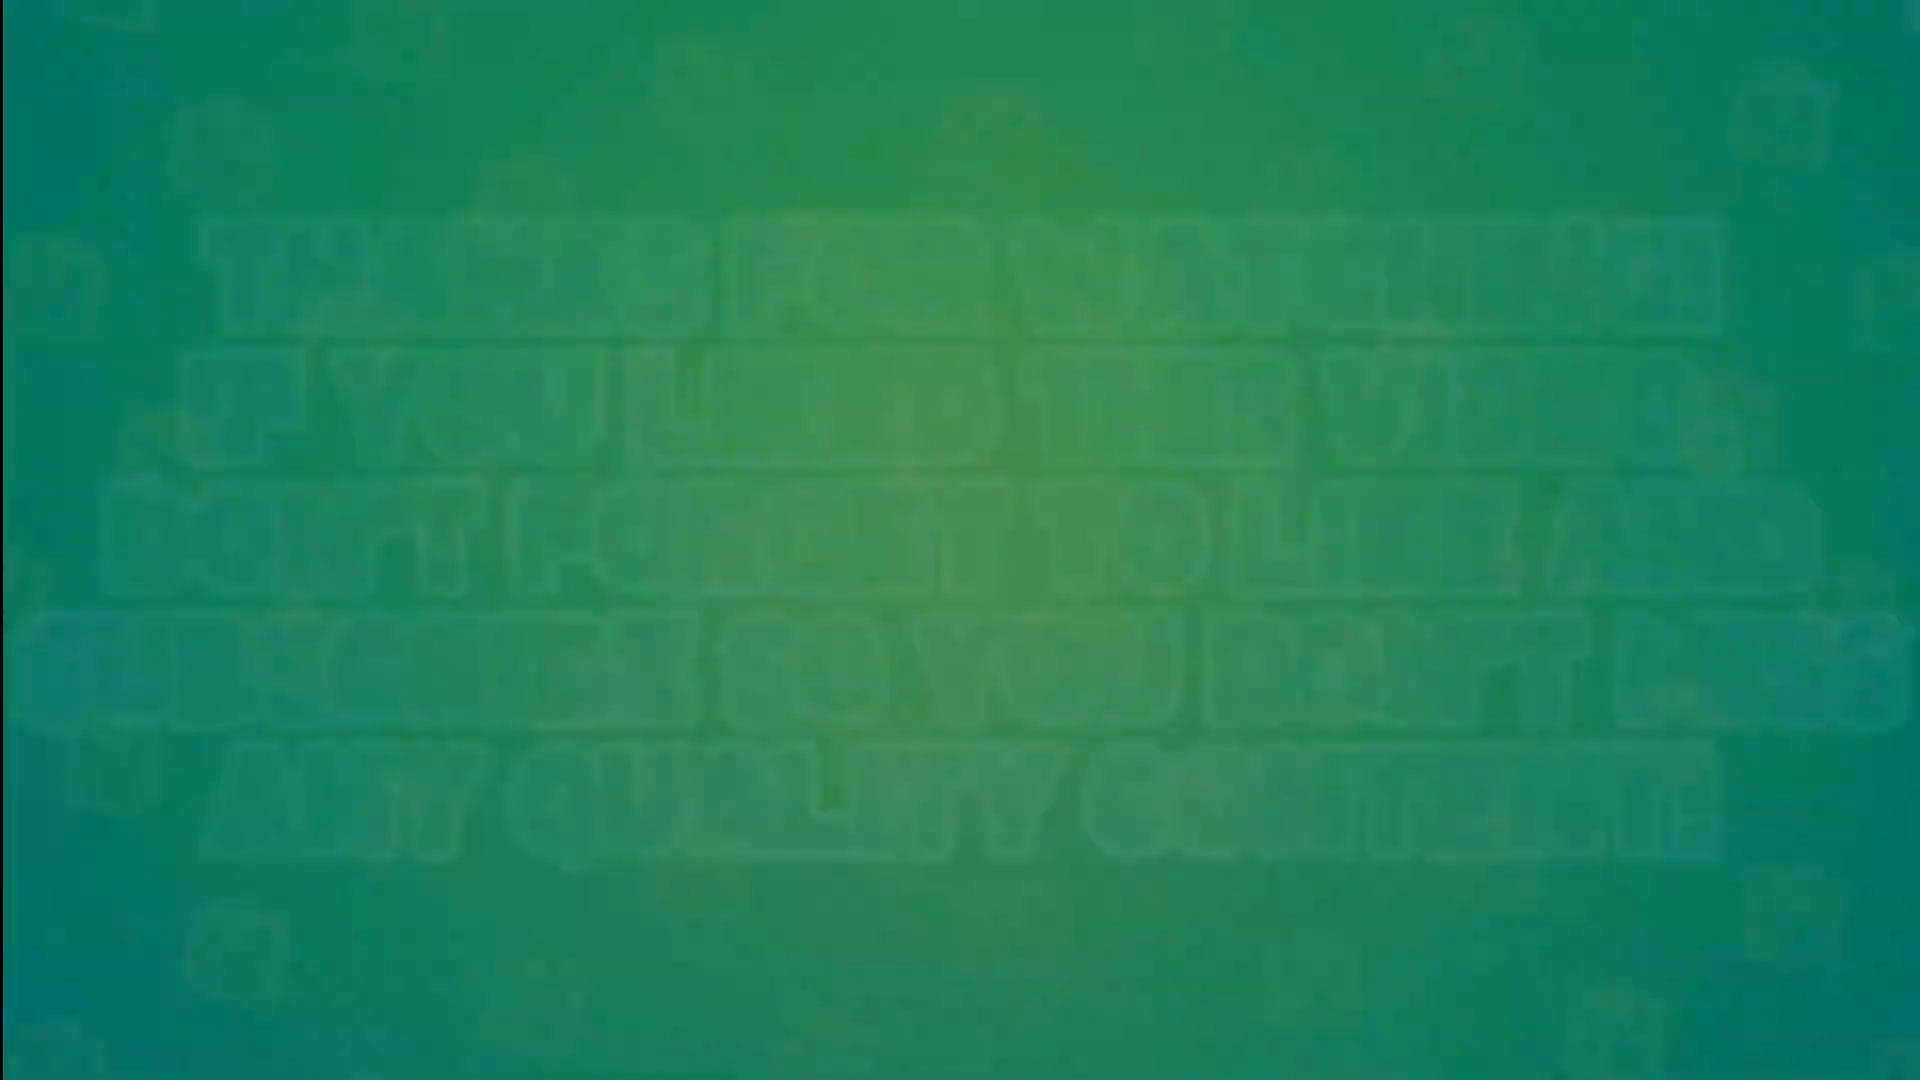 THANKS FOR WATCHING
IF YOU LIKED THE VIDEO
DON'T FORGET TO LIKE AND
SUBSCRIBE SO YOU DON'T MISS
ANY QUALITY CONTENT